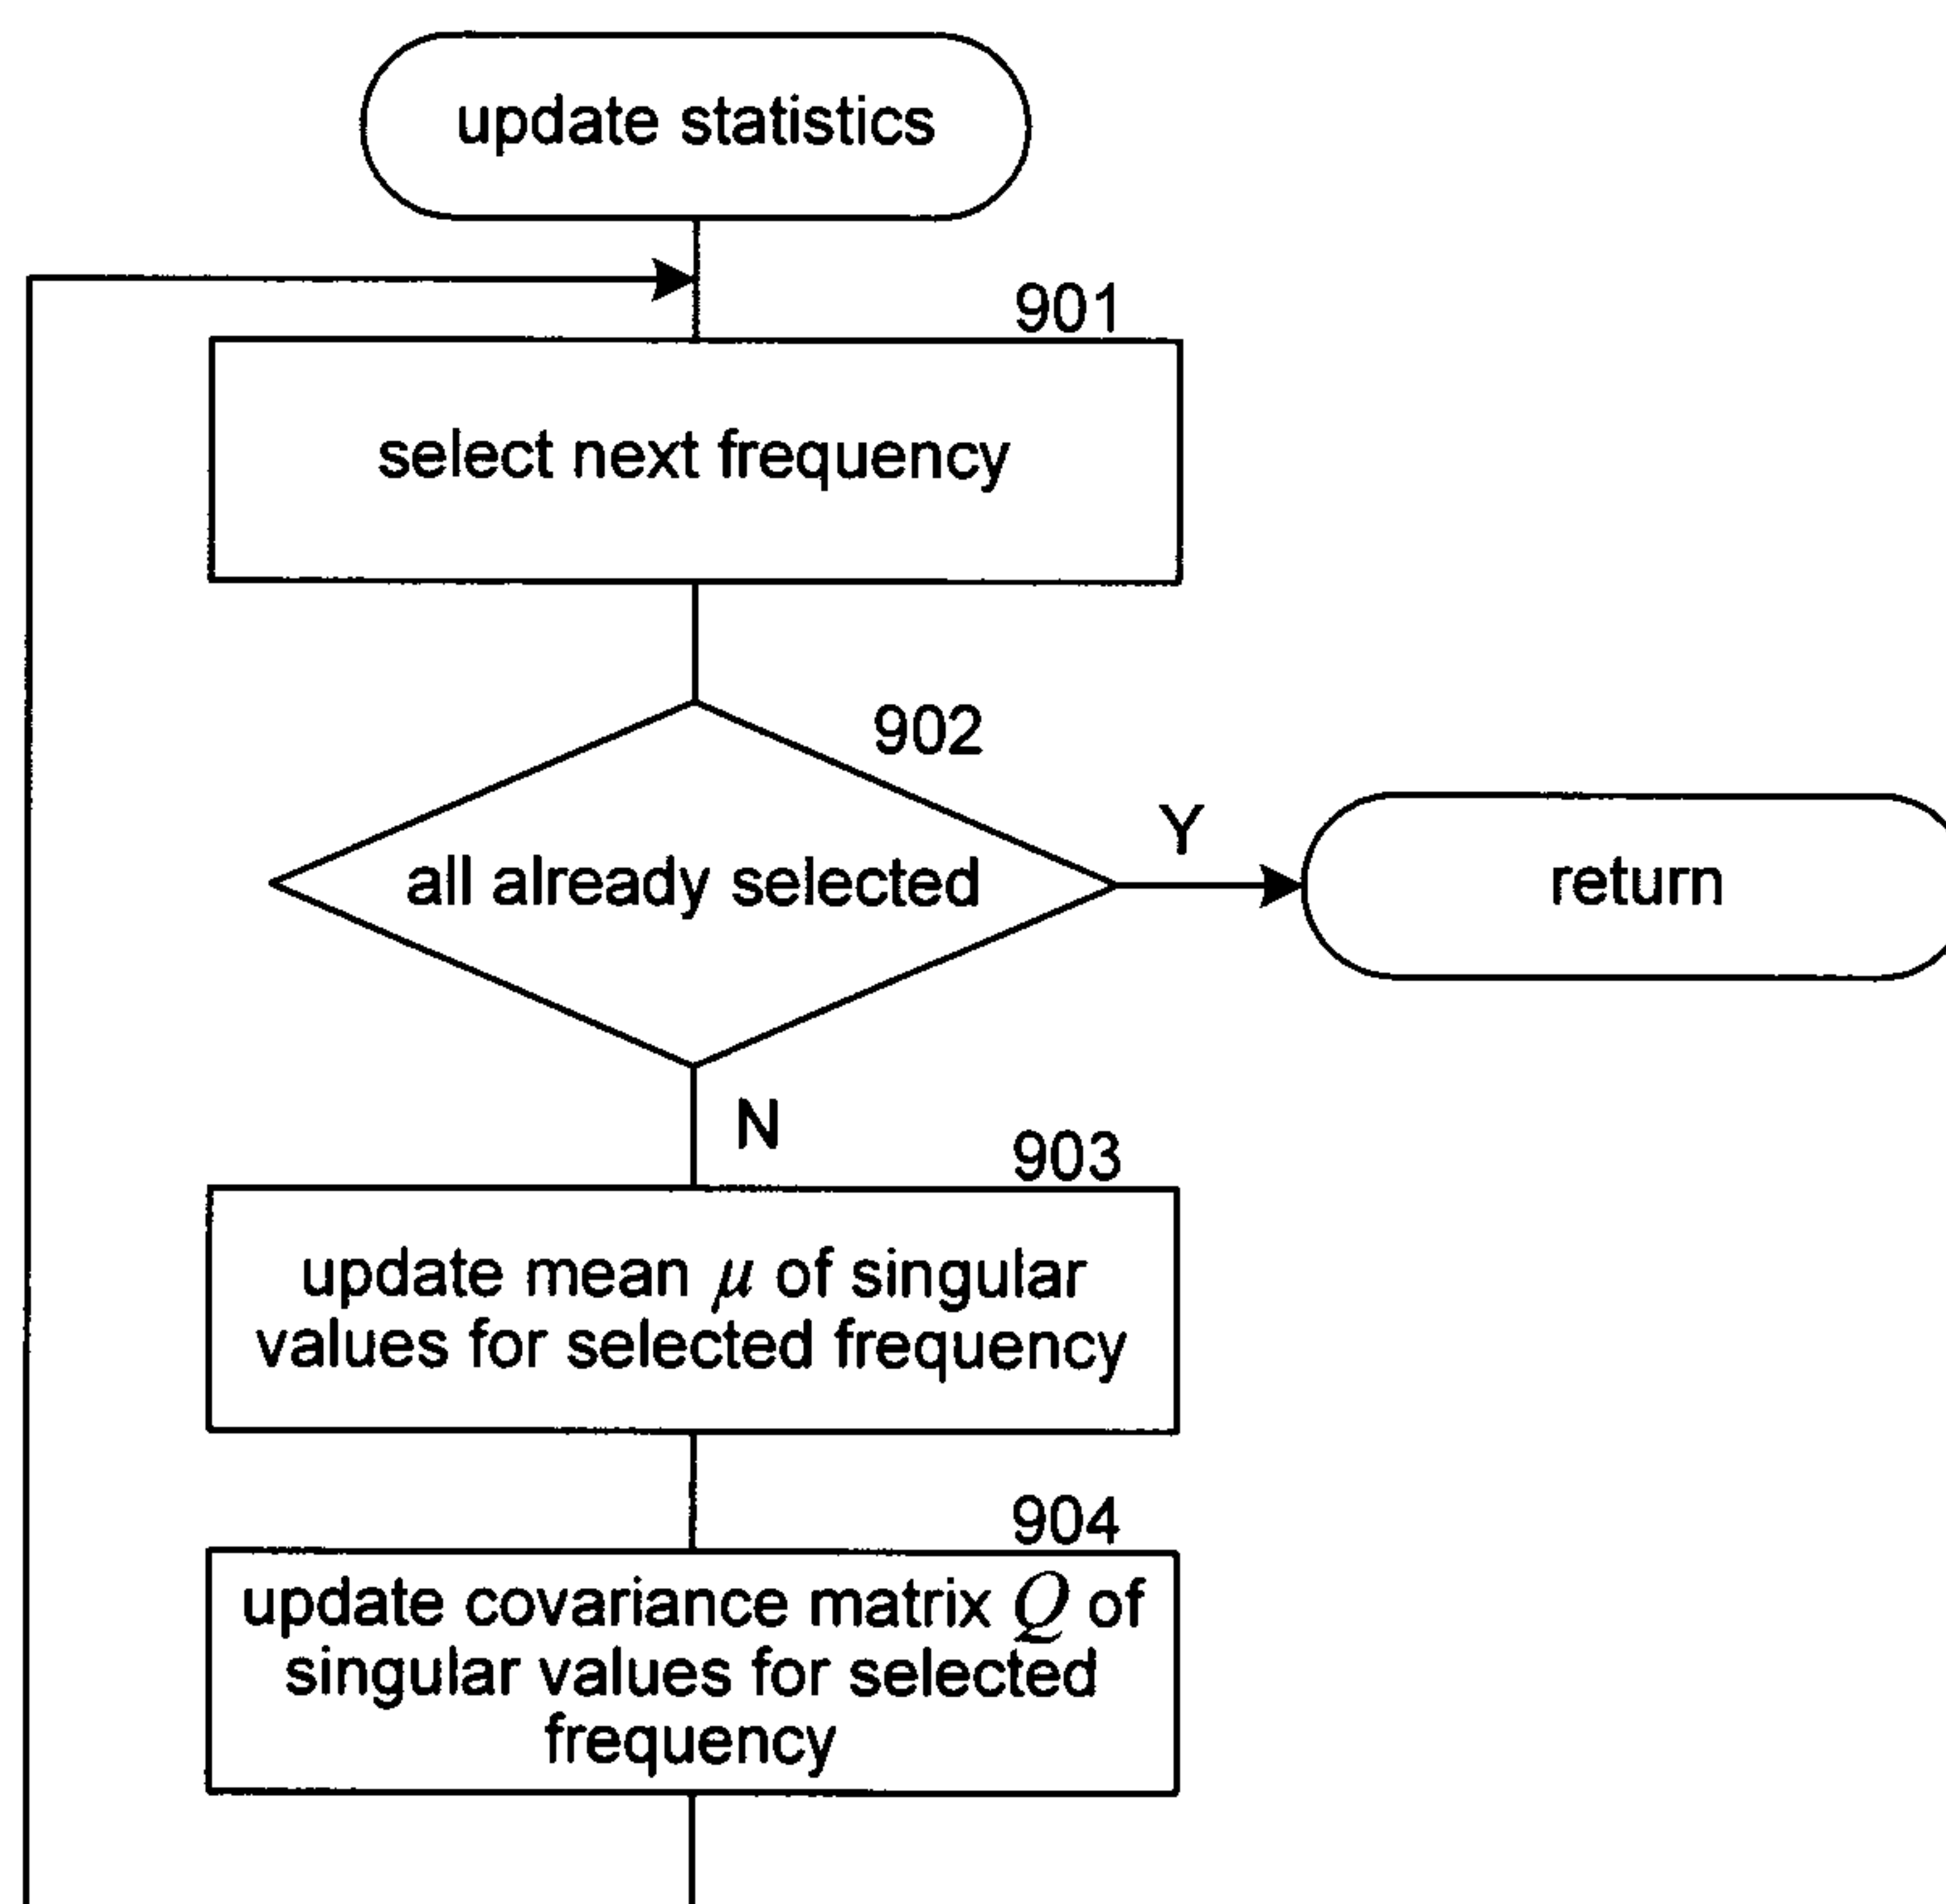 update statistics
901
select next frequency
902
all already selected
Y
return
N
903
update mean μ of singular
values for selected frequency
904
update covariance matrix Q of
singular values for selected
frequency